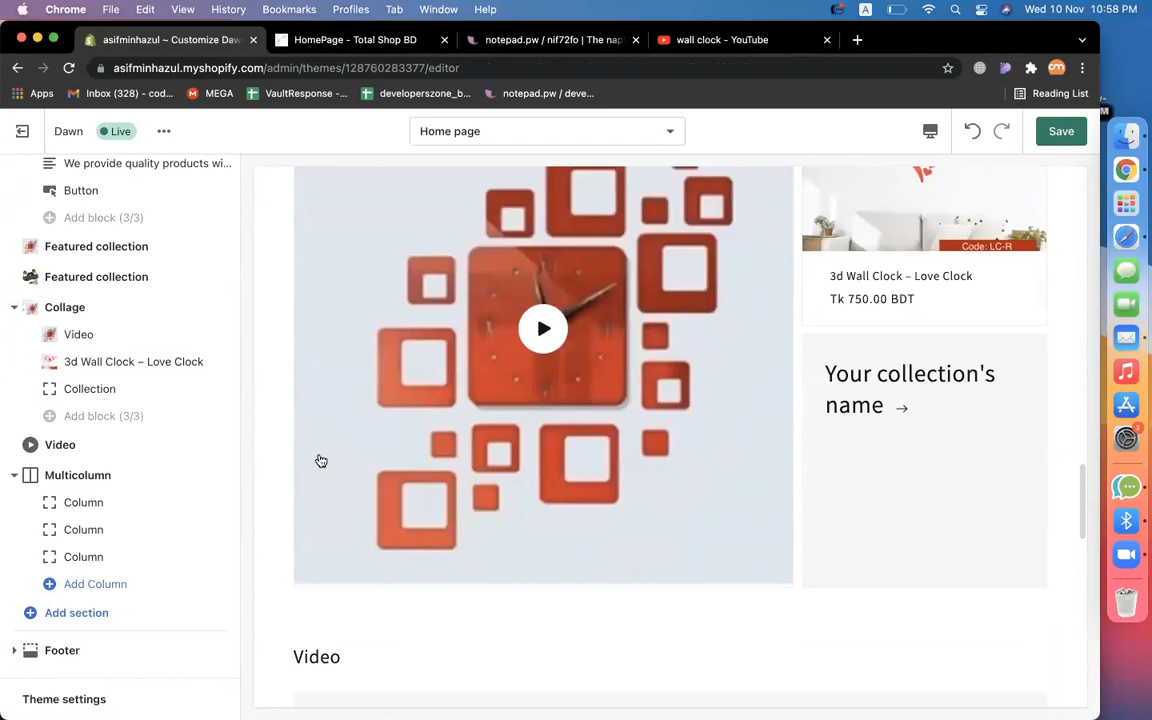 Chrome File Edit View History Bookmarks Profiles Tab Window Help
A
Wed 10 Nov 10:58 PM
asifminhazul ~ Customize Daw
HomePage - Total Shop BD
notepad.pw / nif72fo | The nap
wall clock - YouTube
asifminhazul.myshopify.com/admin/themes/128760283377/editor
Apps
Inbox (328) - cod...
MEGA
VaultResponse -...
developerszone_b...
notepad.pw / deve...
Reading List
Dawn
Live
Home page
Save
We provide quality products wi...
Button
Add block (3/3)
Featured collection
Featured collection
Collage
Video
3d Wall Clock – Love Clock
Collection
Add block (3/3)
Video
Multicolumn
Column
Column
Column
Add Column
Add section
Footer
Theme settings
Code: LC-R
3d Wall Clock – Love Clock
Tk 750.00 BDT
Your collection's
name →
Video